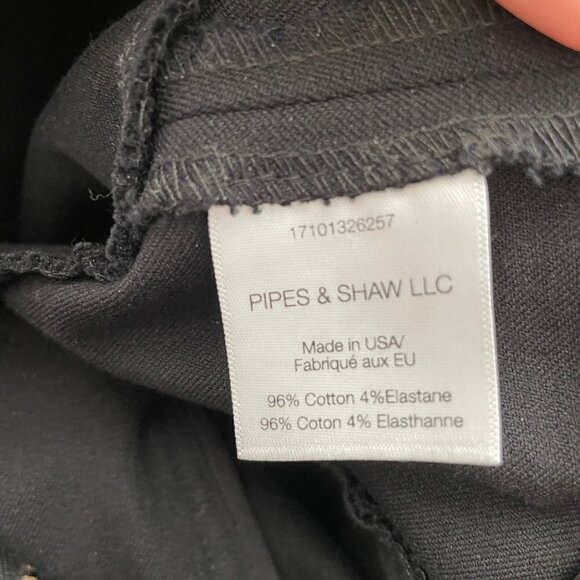 17101326257
PIPES & SHAW LLC
Made in USA/
Fabriqué aux EU
96% Cotton 4%Elastane
96% Coton 4% Elasthanne